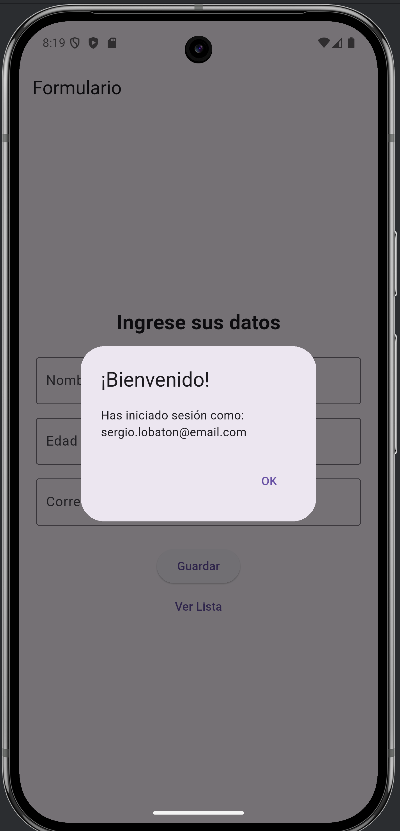 8:19
Formulario
Ingrese sus datos
¡Bienvenido!
Nomb
Has iniciado sesión como:
sergio.lobaton@email.com
Edad
OK
Corre
Guardar
Ver Lista